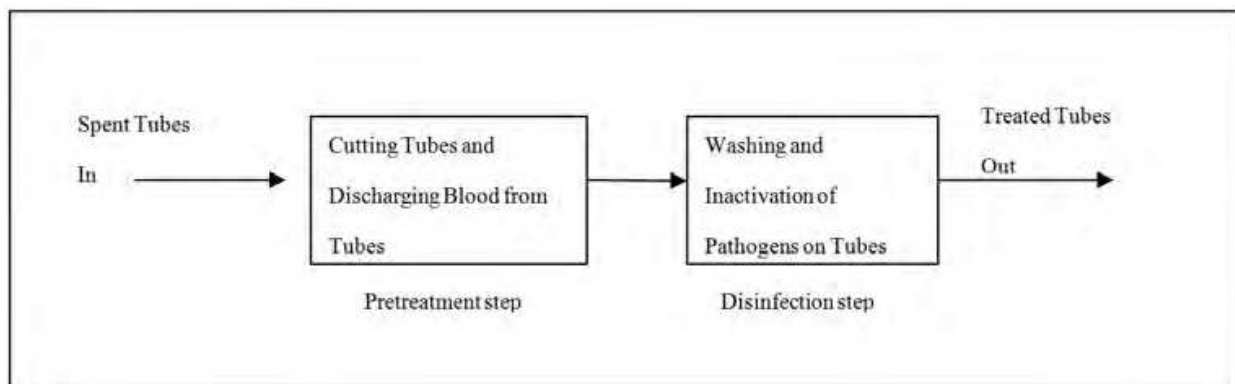 Spent Tubes
In
Cutting Tubes and
Discharging Blood from
Tubes
Pretreatment step
Washing and
Inactivation of
Pathogens on Tubes
Disinfection step
Treated Tubes
Out